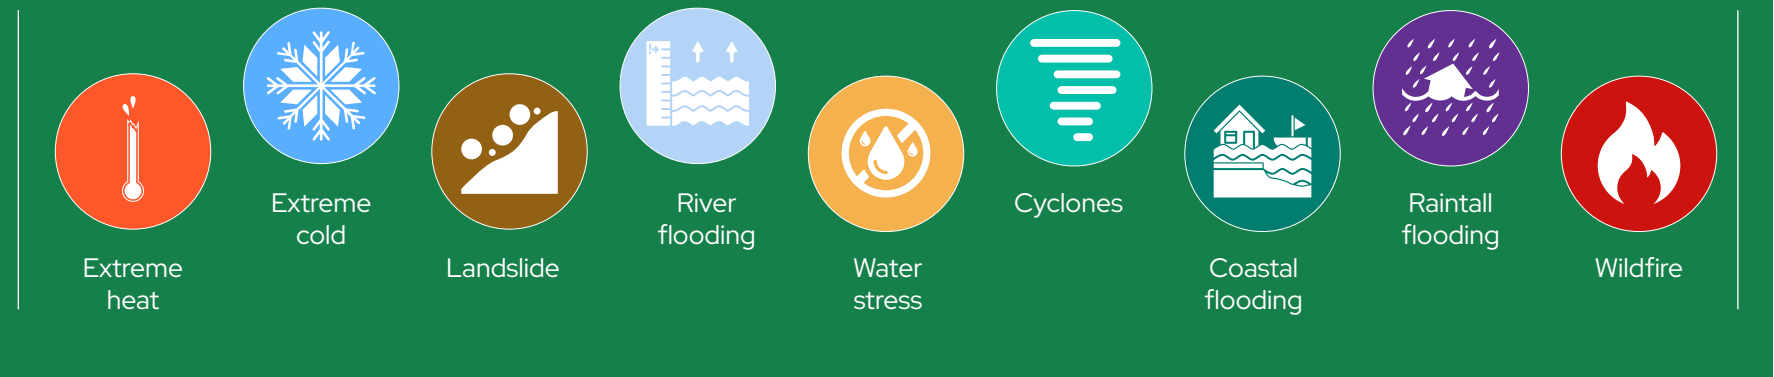 Extreme
heat
Extreme
cold
Landslide
River
flooding
Water
stress
Cyclones
Coastal
flooding
Raintall
flooding
Wildfire